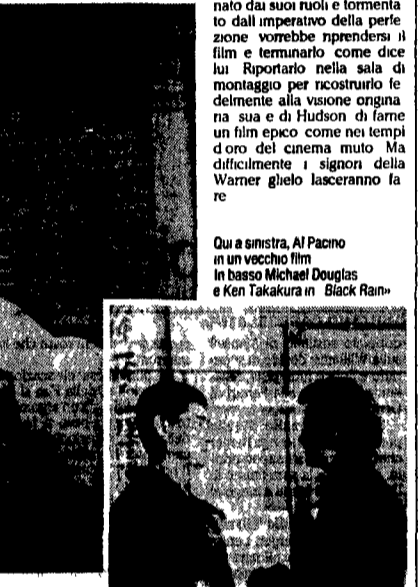 nato dai suoi ruoli e tormenta
to dall imperativo della perfe
zione vorrebbe riprendersi il
film e terminarlo come dice
lui Riportarlo nella sala di
montaggio per ricostruirlo fe
delmente alla visione origina
ria sua e di Hudson di farne
un film epico come nei tempi
d oro del cinema muto Ma
difficilmente i signori della
Warner glielo lasceranno fa
re
Qui a sinistra, Al Pacino
in un vecchio film
In basso Michael Douglas
e Ken Takakura in Black Rain»